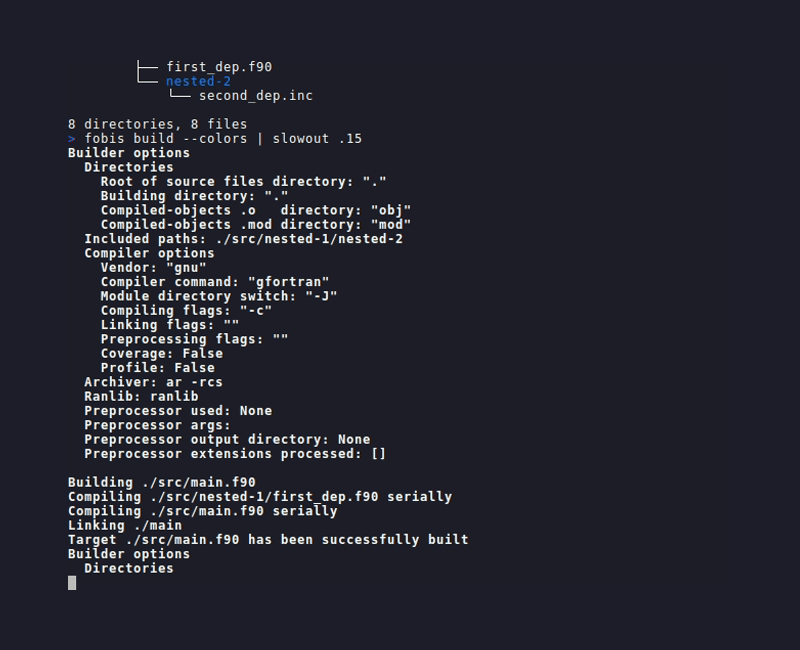 ├── first_dep.f90
└── nested-2
    └── second_dep.inc
8 directories, 8 files
> fobis build --colors | slowout .15
Builder options
  Directories
    Root of source files directory: "."
    Building directory: "."
    Compiled-objects .o   directory: "obj"
    Compiled-objects .mod directory: "mod"
  Included paths: ./src/nested-1/nested-2
  Compiler options
    Vendor: "gnu"
    Compiler command: "gfortran"
    Module directory switch: "-J"
    Compiling flags: "-c"
    Linking flags: ""
    Preprocessing flags: ""
    Coverage: False
    Profile: False
  Archiver: ar -rcs
  Ranlib: ranlib
  Preprocessor used: None
  Preprocessor args:
  Preprocessor output directory: None
  Preprocessor extensions processed: []
Building ./src/main.f90
Compiling ./src/nested-1/first_dep.f90 serially
Compiling ./src/main.f90 serially
Linking ./main
Target ./src/main.f90 has been successfully built
Builder options
  Directories